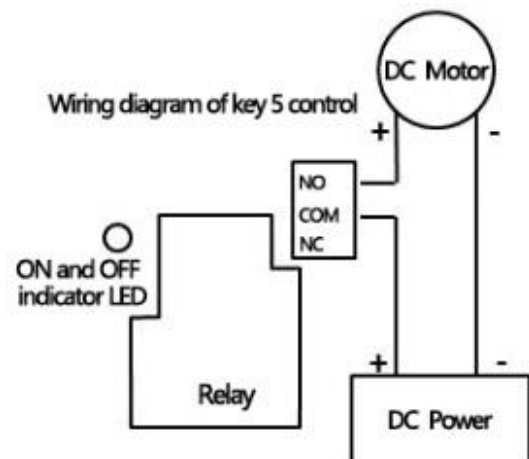 DC Motor
Wiring diagram of key 5 control
+ -
NO
COM
NC
ON and OFF
indicator LED
+ -
Relay
DC Power